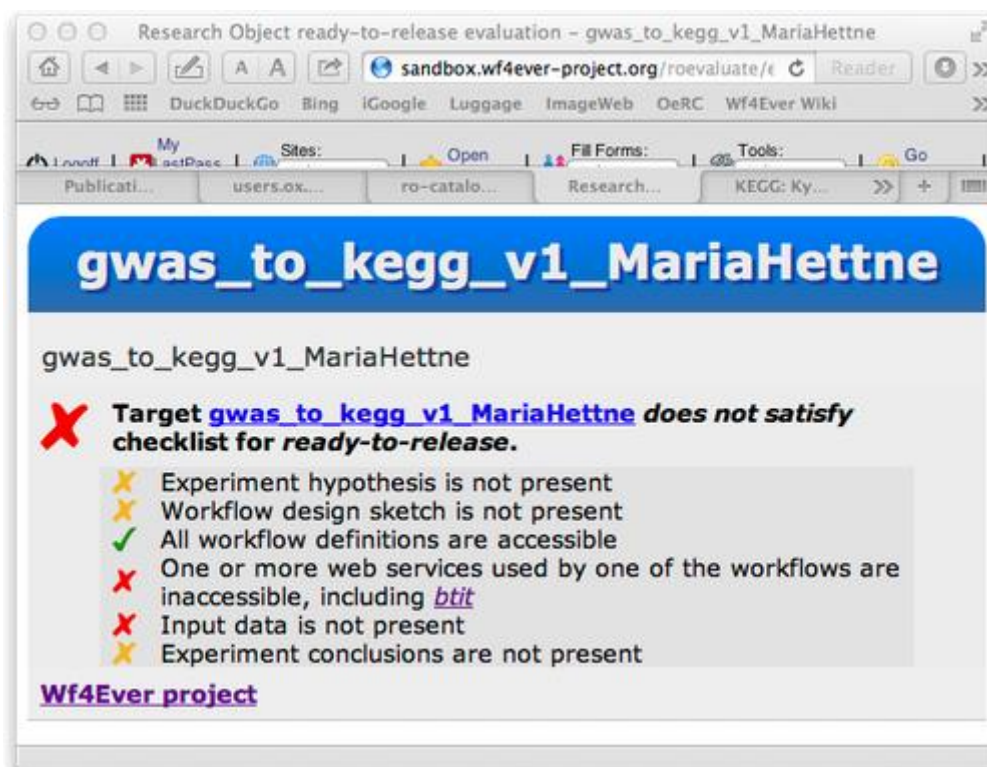 Research Object ready-to-release evaluation – gwas_to_kegg_v1_MariaHettne
A A sandbox.wf4ever-project.org/roevaluate/e Reader
DuckDuckGo Bing iGoogle Luggage ImageWeb OeRC Wf4Ever Wiki
Logoff My LastPass Sites: Open Fill Forms: Tools: Go
Publicati... users.ox.... ro-catalo... Research... KEGG: Ky...
gwas_to_kegg_v1_MariaHettne
gwas_to_kegg_v1_MariaHettne
✘ Target gwas_to_kegg_v1_MariaHettne does not satisfy
checklist for ready-to-release.
✘ Experiment hypothesis is not present
✘ Workflow design sketch is not present
✓ All workflow definitions are accessible
✘ One or more web services used by one of the workflows are
inaccessible, including btit
✘ Input data is not present
✘ Experiment conclusions are not present
Wf4Ever project